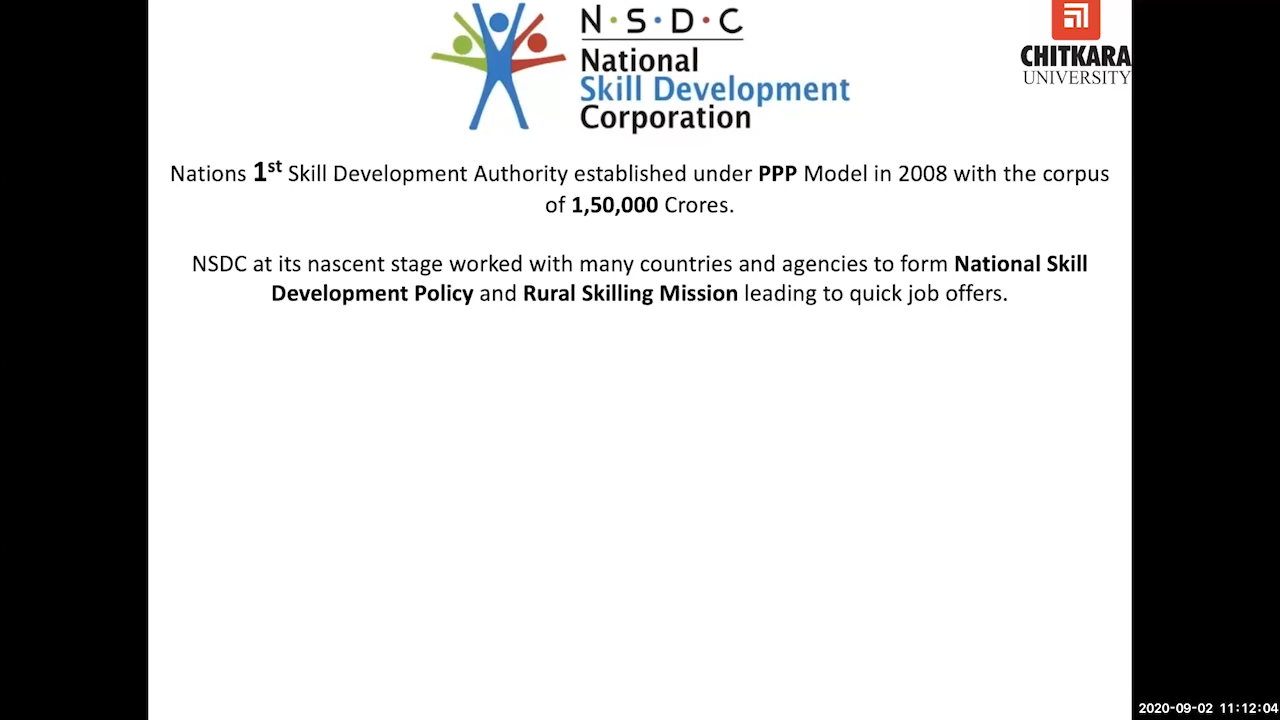 N·S·D·C
National
Skill Development
Corporation
CHITKARA
UNIVERSITY
Nations 1st Skill Development Authority established under PPP Model in 2008 with the corpus
of 1,50,000 Crores.
NSDC at its nascent stage worked with many countries and agencies to form National Skill
Development Policy and Rural Skilling Mission leading to quick job offers.
2020-09-02 11:12:04